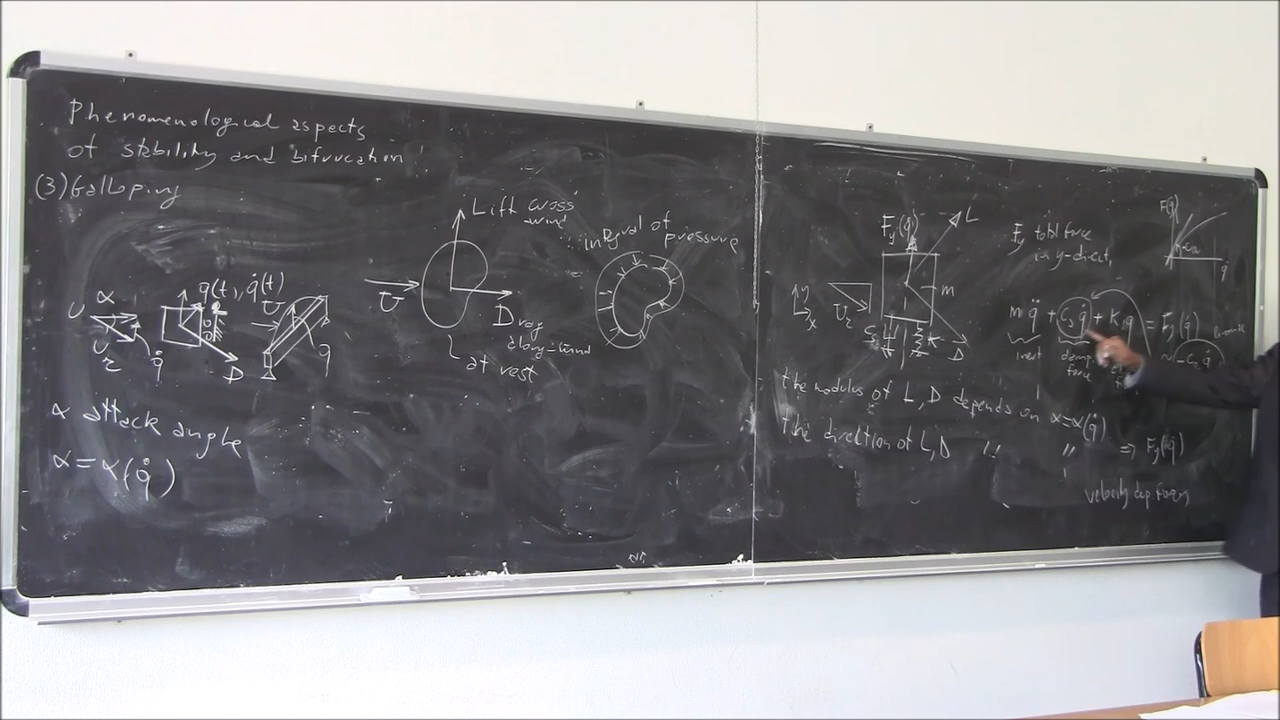 Phenomenological aspects
of stability and bifurcation
(3) Galloping
U α
q(t), q̇(t)
U
U
r
q̇
D
q
α attack angle
α = α(q̇)
Lift cross
wind
U
Drag
along-wind
at rest
integral of
pressure
y
x
U
r
F_y(q̇)
L
m
K
D
F_y total force
in y-direct.
F(q̇)
q̇
m q̈ + c_s q̇ + K_s q = F_y(q̇)
inert
damp
force
≈ -c_a q̇
the modulus of L, D depends on α=α(q̇)
The direction of L, D " " ⇒ F_y(q̇)
velocity dep forces